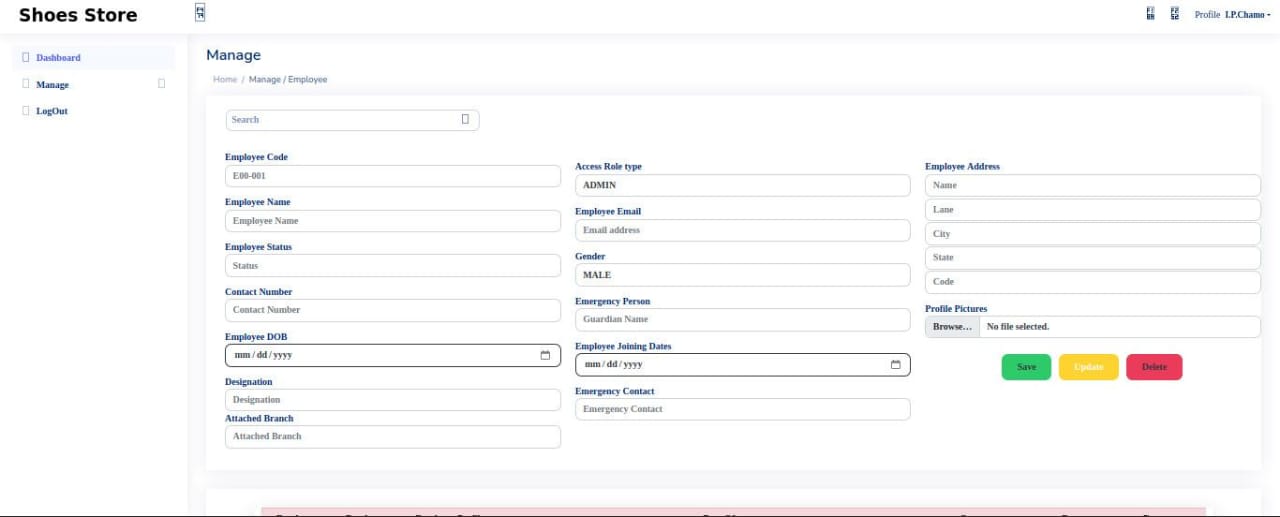 Shoes Store
Profile I.P.Chamo
Dashboard
Manage
LogOut
Manage
Home / Manage / Employee
Search
Employee Code
E00-001
Employee Name
Employee Name
Employee Status
Status
Contact Number
Contact Number
Employee DOB
mm / dd / yyyy
Designation
Designation
Attached Branch
Attached Branch
Access Role type
ADMIN
Employee Email
Email address
Gender
MALE
Emergency Person
Guardian Name
Employee Joining Dates
mm / dd / yyyy
Emergency Contact
Emergency Contact
Employee Address
Name
Lane
City
State
Code
Profile Pictures
Browse... No file selected.
Save Update Delete